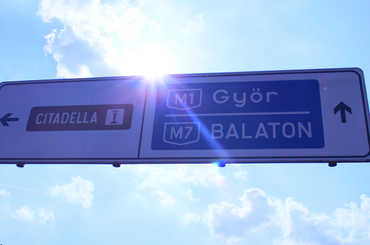 CITADELLA I
M1 Győr
M7 BALATON